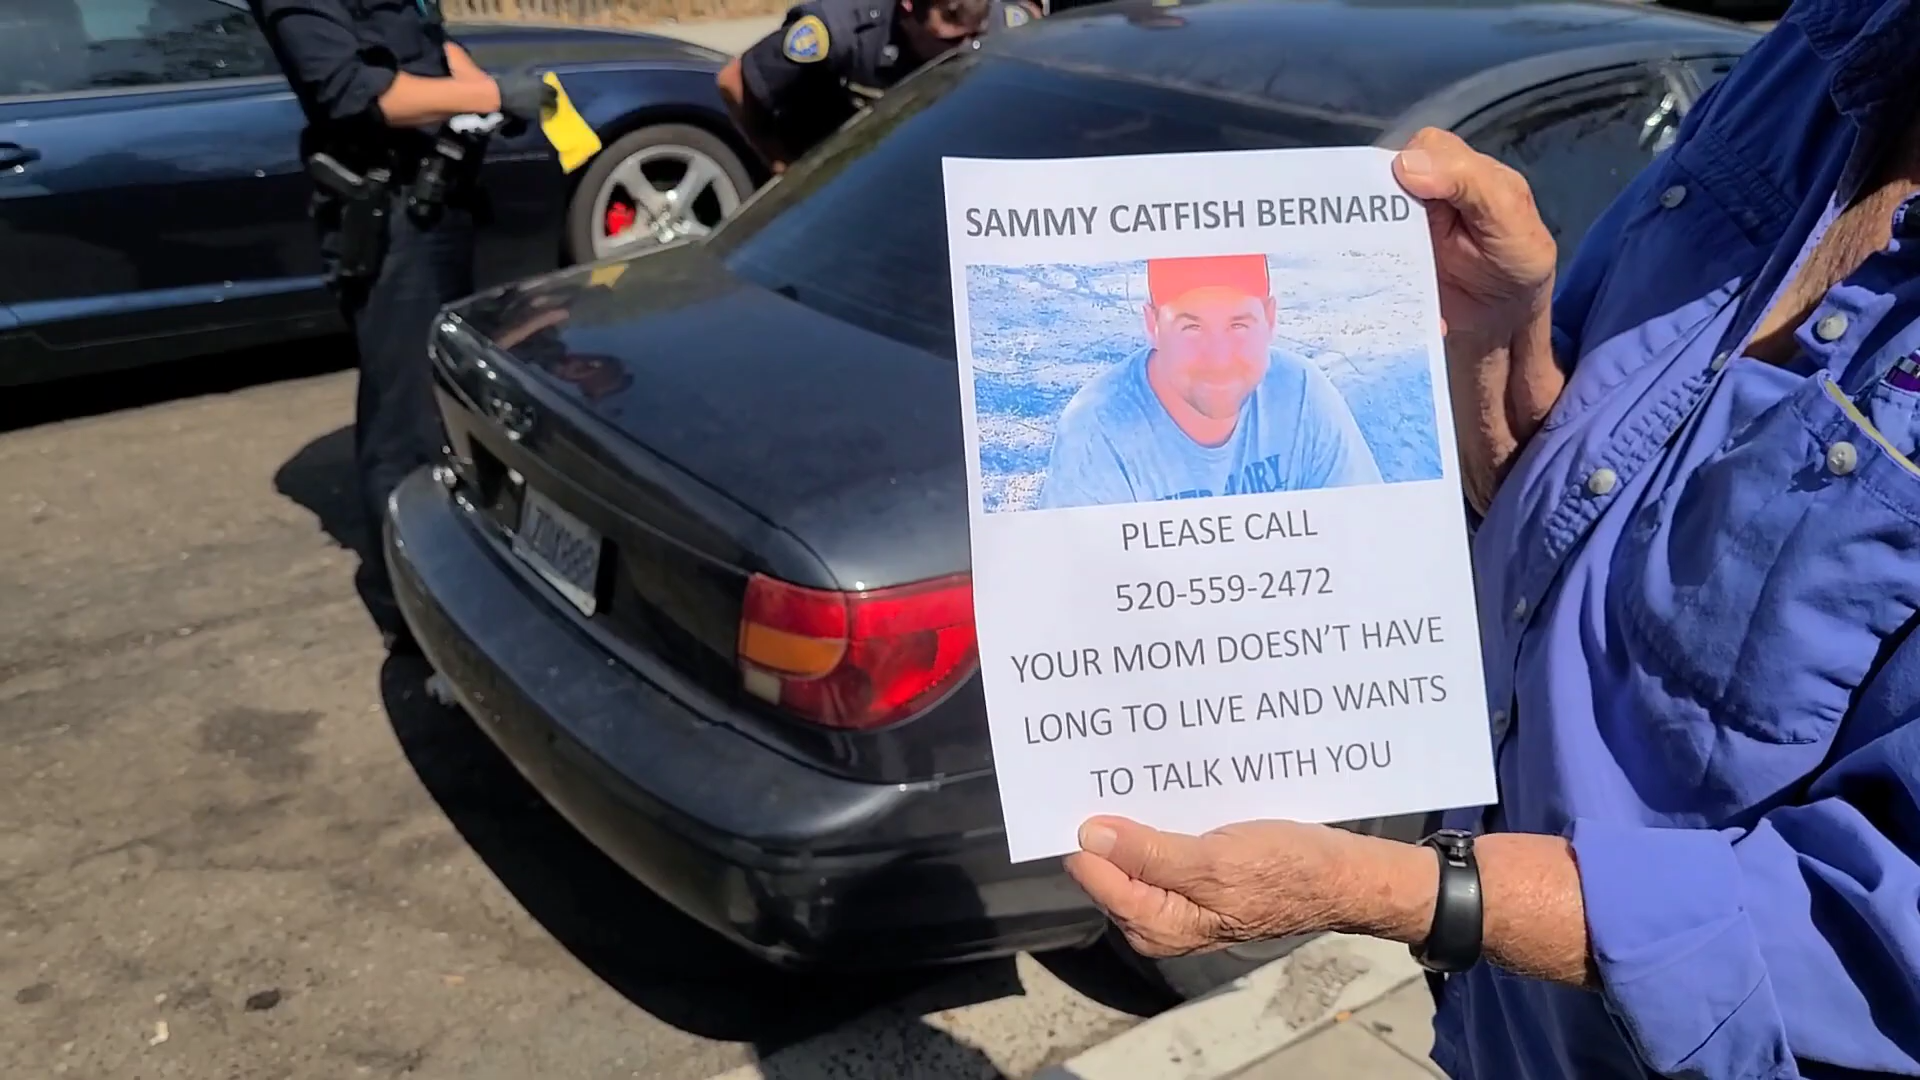 SAMMY CATFISH BERNARD
PLEASE CALL
520-559-2472
YOUR MOM DOESN'T HAVE
LONG TO LIVE AND WANTS
TO TALK WITH YOU